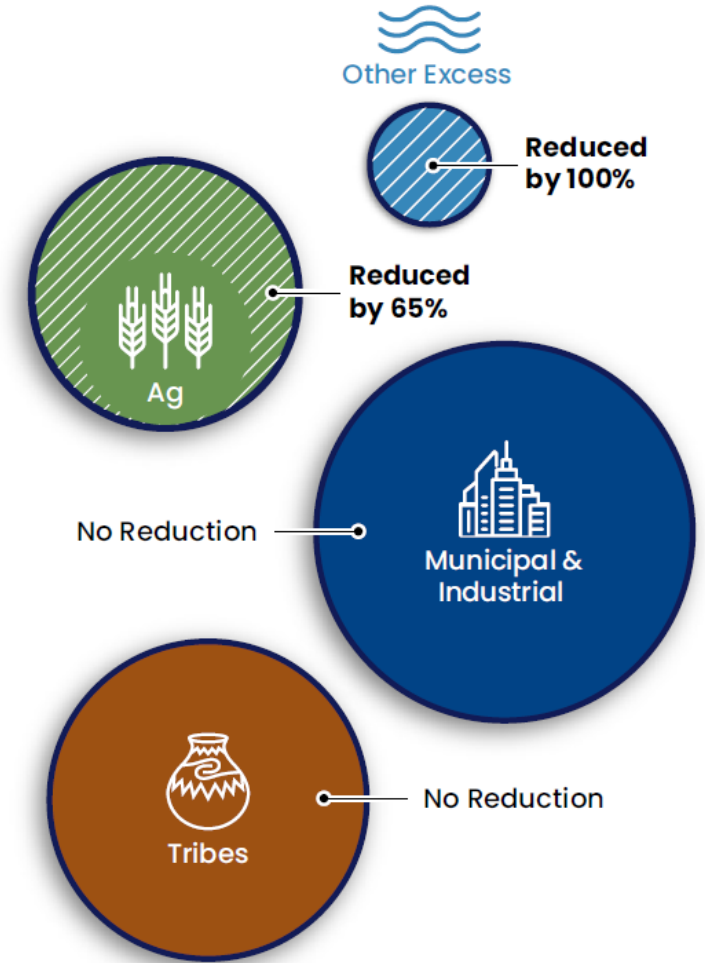 Other Excess
Reduced
by 100%
Reduced
by 65%
Ag
No Reduction
Municipal &
Industrial
No Reduction
Tribes